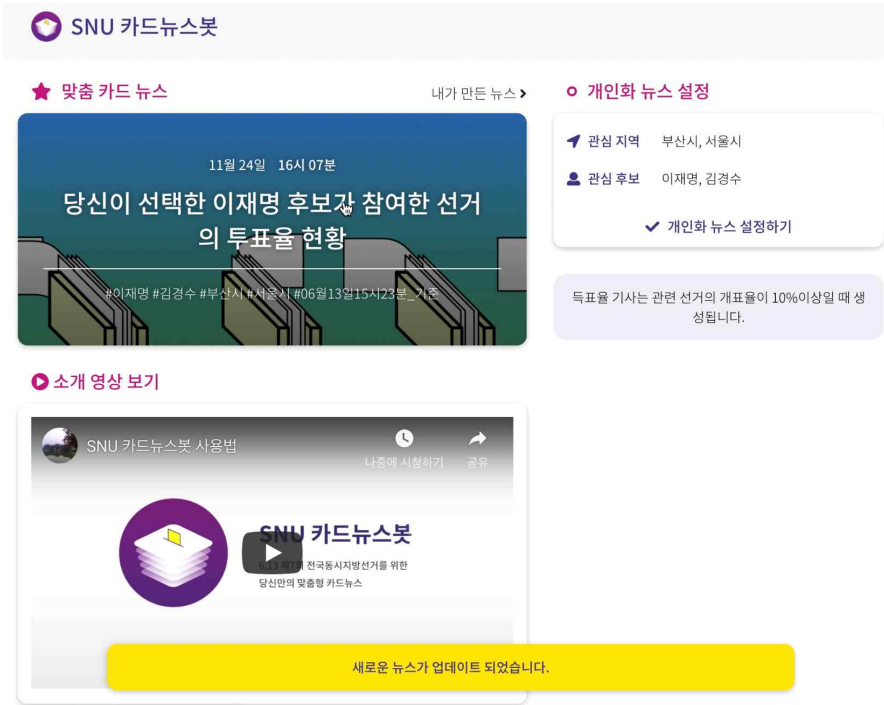 SNU 카드뉴스봇
맞춤 카드 뉴스
내가 만든 뉴스
11월 24일 16시 07분
당신이 선택한 이재명 후보가 참여한 선거
의 투표율 현황
#이재명 #김경수 #부산시 #서울시 #06월13일15시23분_기준
개인화 뉴스 설정
관심 지역 부산시, 서울시
관심 후보 이재명, 김경수
개인화 뉴스 설정하기
득표율 기사는 관련 선거의 개표율이 10%이상일 때 생
성됩니다.
소개 영상 보기
SNU 카드뉴스봇 사용법
나중에 시청하기
공유
SNU 카드뉴스봇
6.13 제7회 전국동시지방선거를 위한
당신만의 맞춤형 카드뉴스
새로운 뉴스가 업데이트 되었습니다.